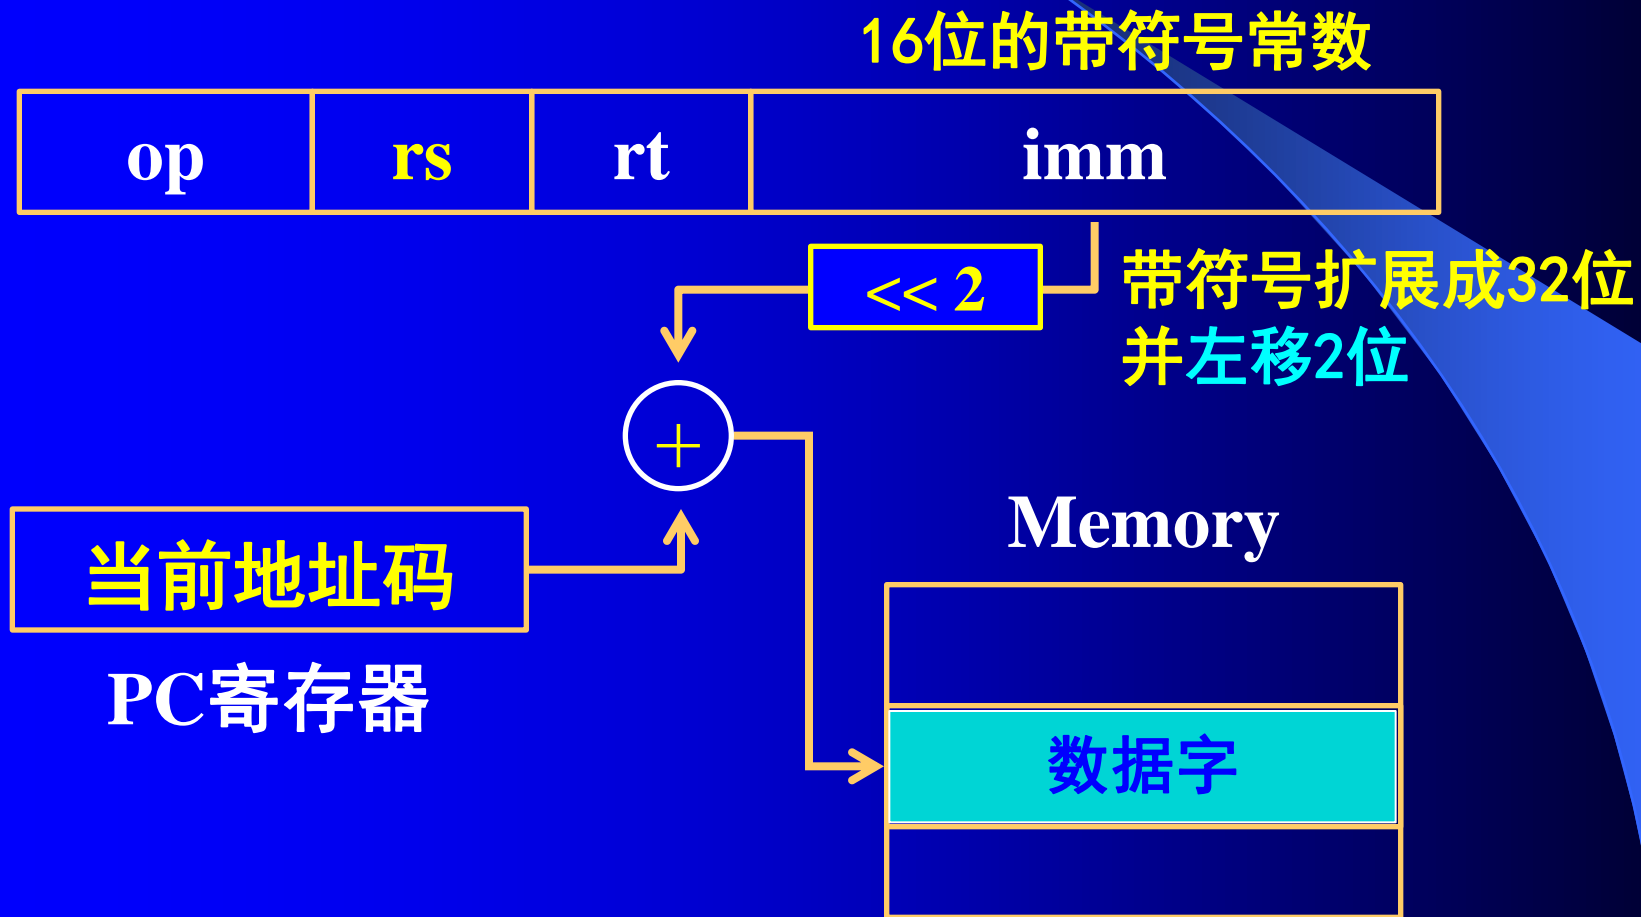 16位的带符号常数
op rs rt imm
<< 2
带符号扩展成32位
并左移2位
+
当前地址码
Memory
PC寄存器
数据字